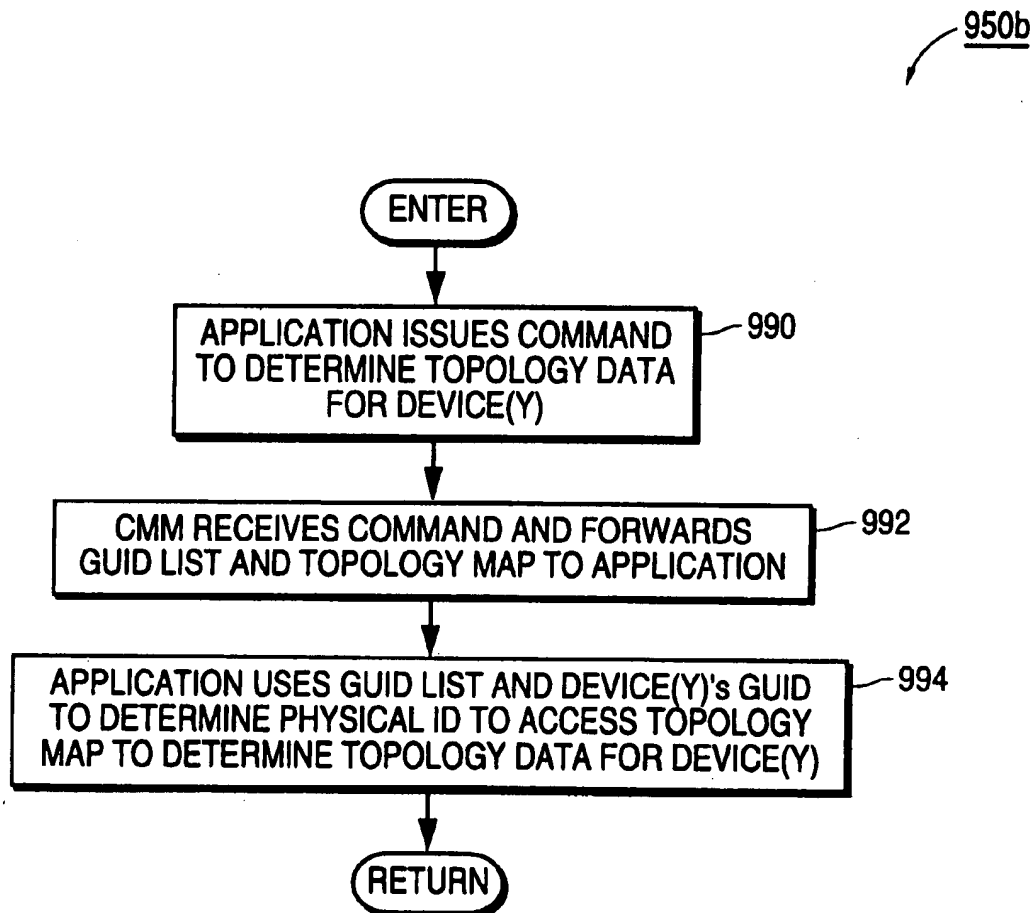 950b
ENTER
APPLICATION ISSUES COMMAND
TO DETERMINE TOPOLOGY DATA
FOR DEVICE(Y)
990
CMM RECEIVES COMMAND AND FORWARDS
GUID LIST AND TOPOLOGY MAP TO APPLICATION
992
APPLICATION USES GUID LIST AND DEVICE(Y)'s GUID
TO DETERMINE PHYSICAL ID TO ACCESS TOPOLOGY
MAP TO DETERMINE TOPOLOGY DATA FOR DEVICE(Y)
994
RETURN